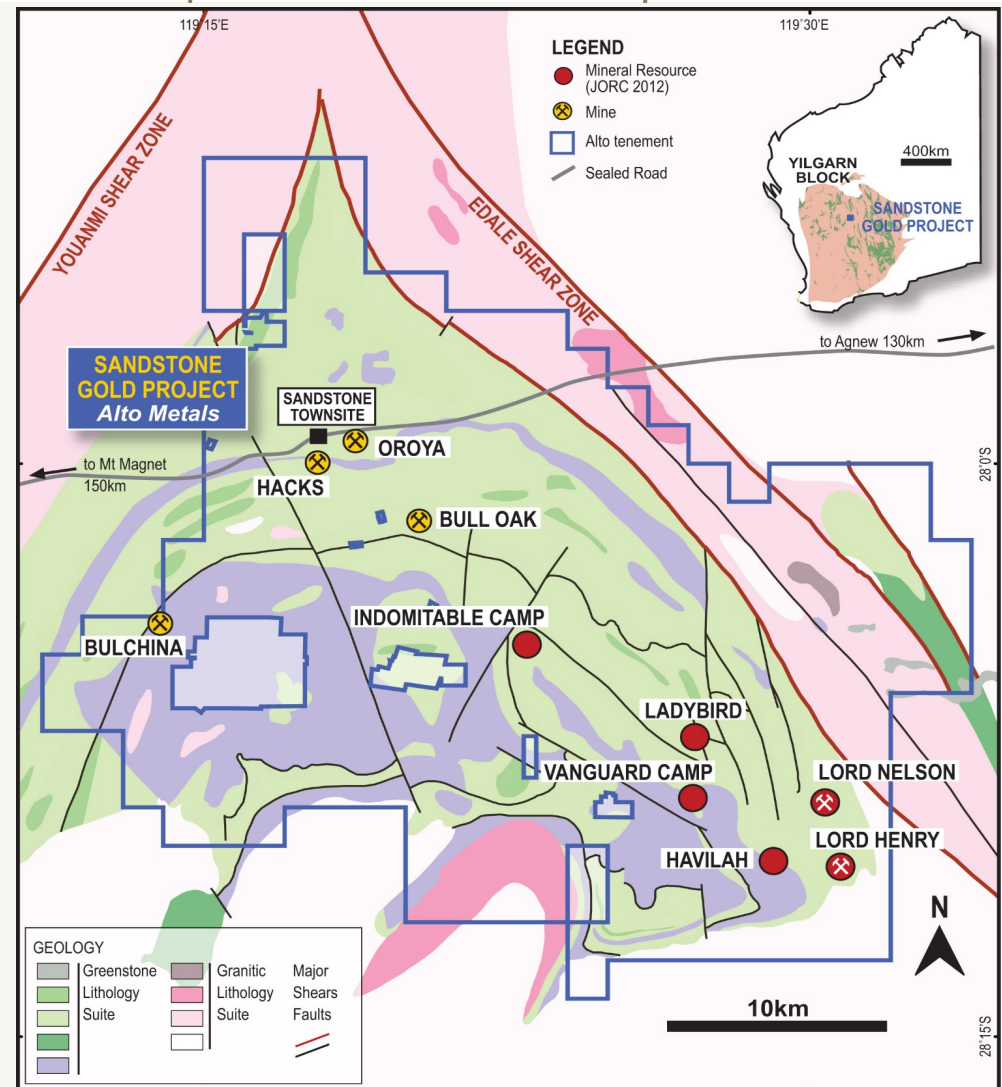 119°15'E
119°30'E
LEGEND
Mineral Resource
(JORC 2012)
Mine
Alto tenement
Sealed Road
400km
YILGARN
BLOCK
SANDSTONE
GOLD PROJECT
YOUANMI SHEAR ZONE
EDALE SHEAR ZONE
to Agnew 130km
SANDSTONE
GOLD PROJECT
Alto Metals
SANDSTONE
TOWNSITE
OROYA
to Mt Magnet
150km
HACKS
28°0'S
BULL OAK
INDOMITABLE CAMP
BULCHINA
LADYBIRD
VANGUARD CAMP
LORD NELSON
LORD HENRY
HAVILAH
N
10km
28°15'S
GEOLOGY
Greenstone
Lithology
Suite
Granitic
Lithology
Suite
Major
Shears
Faults